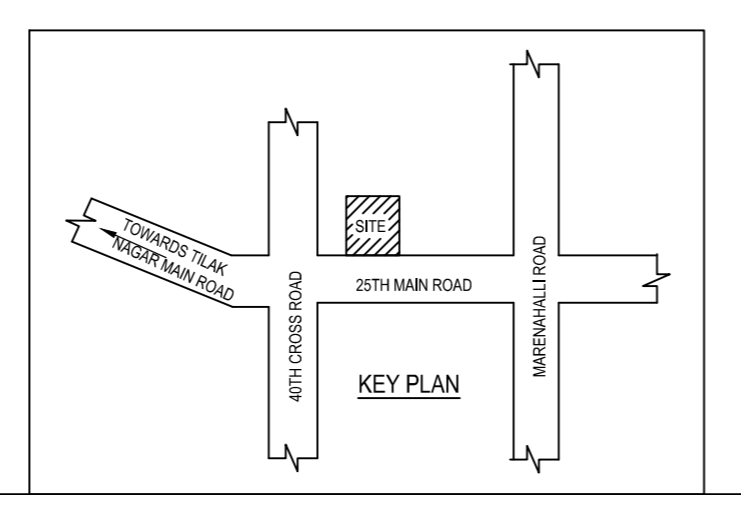 TOWARDS TILAK
NAGAR MAIN ROAD
SITE
25TH MAIN ROAD
40TH CROSS ROAD
MARENAHALLI ROAD
KEY PLAN